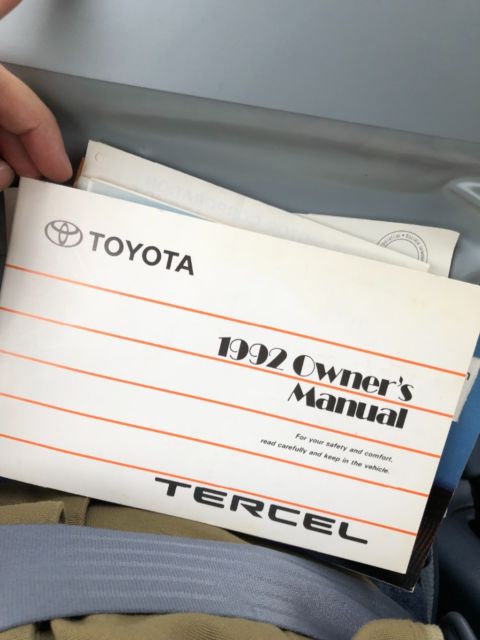 TOYOTA
1992 Owner's
Manual
For your safety and comfort,
read carefully and keep in the vehicle.
TERCEL